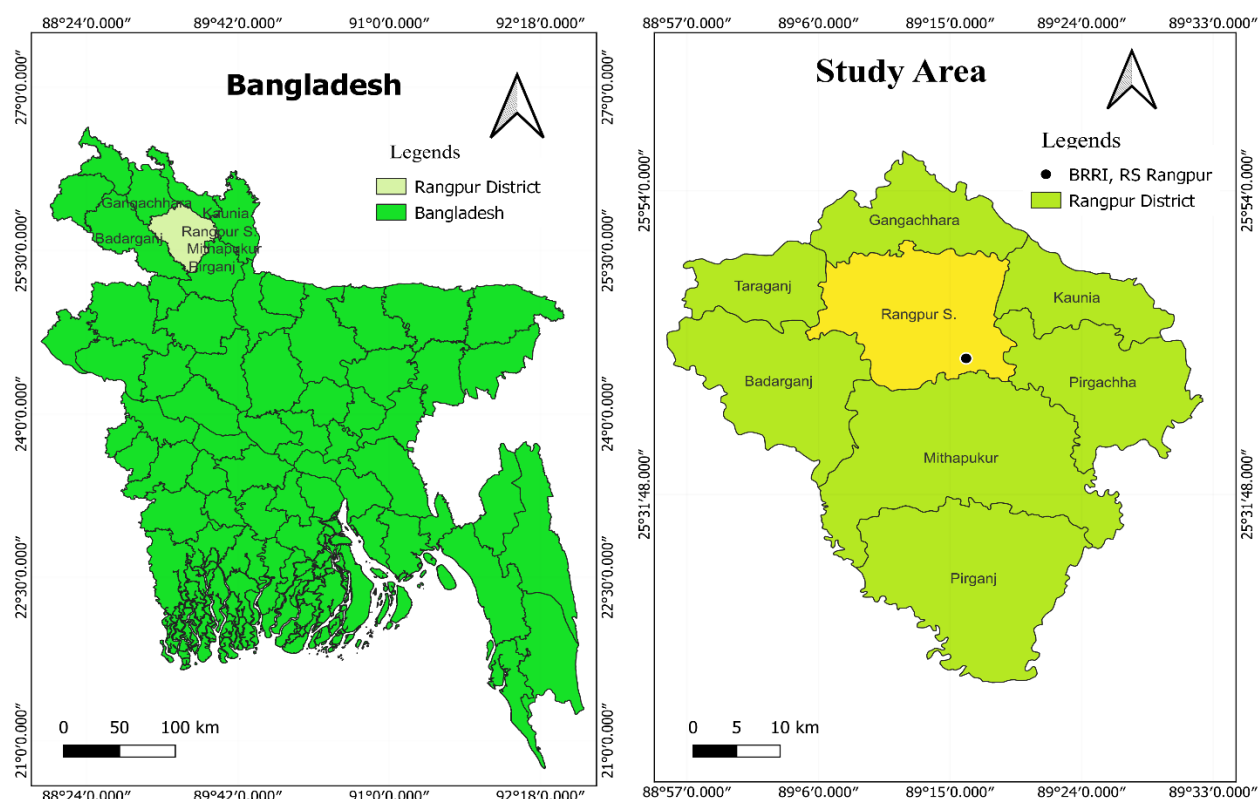 88°24′0.000″ 89°42′0.000″ 91°0′0.000″ 92°18′0.000″
27°0′0.000″
25°30′0.000″
24°0′0.000″
22°30′0.000″
21°0′0.000″
Bangladesh
Legends
Rangpur District
Bangladesh
Gangachhara
Kaunia
Rangpur S.
Badarganj
Mithapukur
Pirganj
0 50 100 km
27°0′0.000″
25°30′0.000″
24°0′0.000″
22°30′0.000″
21°0′0.000″
88°24′0.000″ 89°42′0.000″ 91°0′0.000″ 92°18′0.000″
88°57′0.000″ 89°6′0.000″ 89°15′0.000″ 89°24′0.000″ 89°33′0.000″
25°54′0.000″
25°31′48.000″
Study Area
Legends
BRRI, RS Rangpur
Rangpur District
Gangachhara
Taraganj
Kaunia
Rangpur S.
Badarganj
Pirgachha
Mithapukur
Pirganj
0 5 10 km
25°54′0.000″
25°31′48.000″
88°57′0.000″ 89°6′0.000″ 89°15′0.000″ 89°24′0.000″ 89°33′0.000″